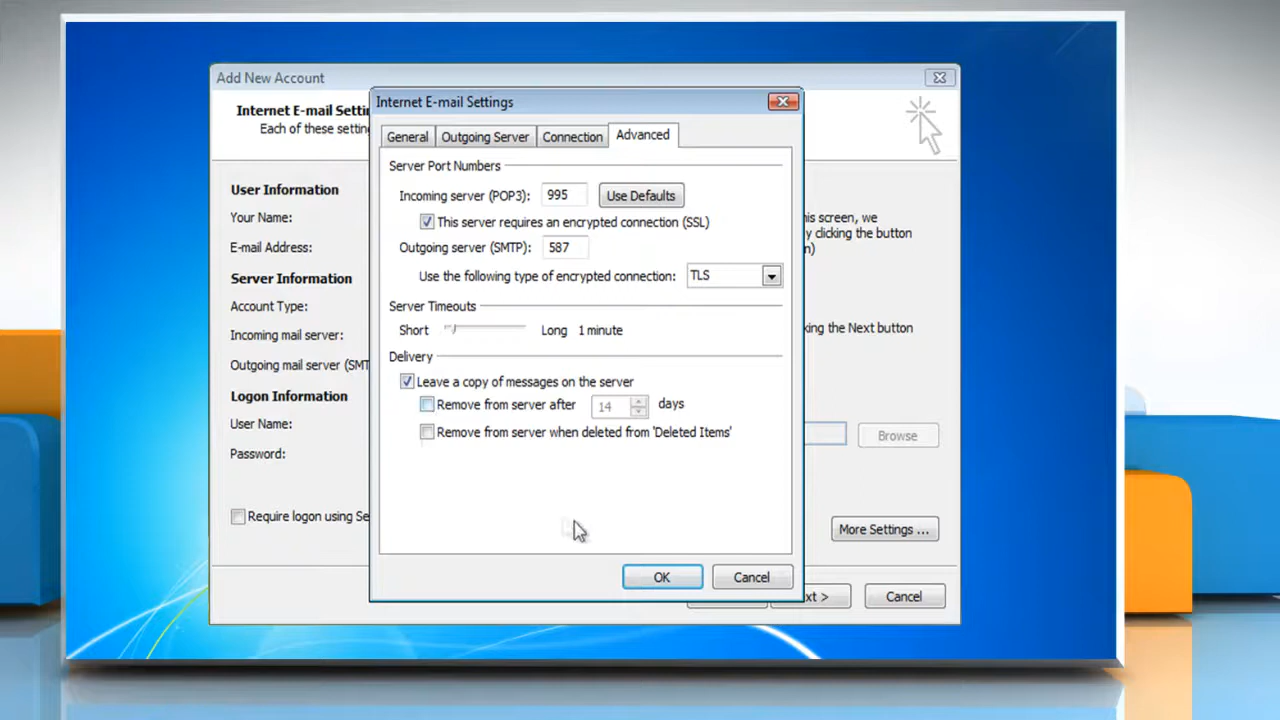 Add New Account
Internet E-mail Settings
Internet E-mail Setti
Each of these setting
General
Outgoing Server
Connection
Advanced
Server Port Numbers
Incoming server (POP3): 995 Use Defaults
This server requires an encrypted connection (SSL)
Outgoing server (SMTP): 587
Use the following type of encrypted connection: TLS
Server Timeouts
Short Long 1 minute
Delivery
Leave a copy of messages on the server
Remove from server after 14 days
Remove from server when deleted from 'Deleted Items'
OK Cancel
User Information
Your Name:
E-mail Address:
Server Information
Account Type:
Incoming mail server:
Outgoing mail server (SMT
Logon Information
User Name:
Password:
Require logon using Se
his screen, we
y clicking the button
n)
king the Next button
Browse
More Settings ...
xt > Cancel